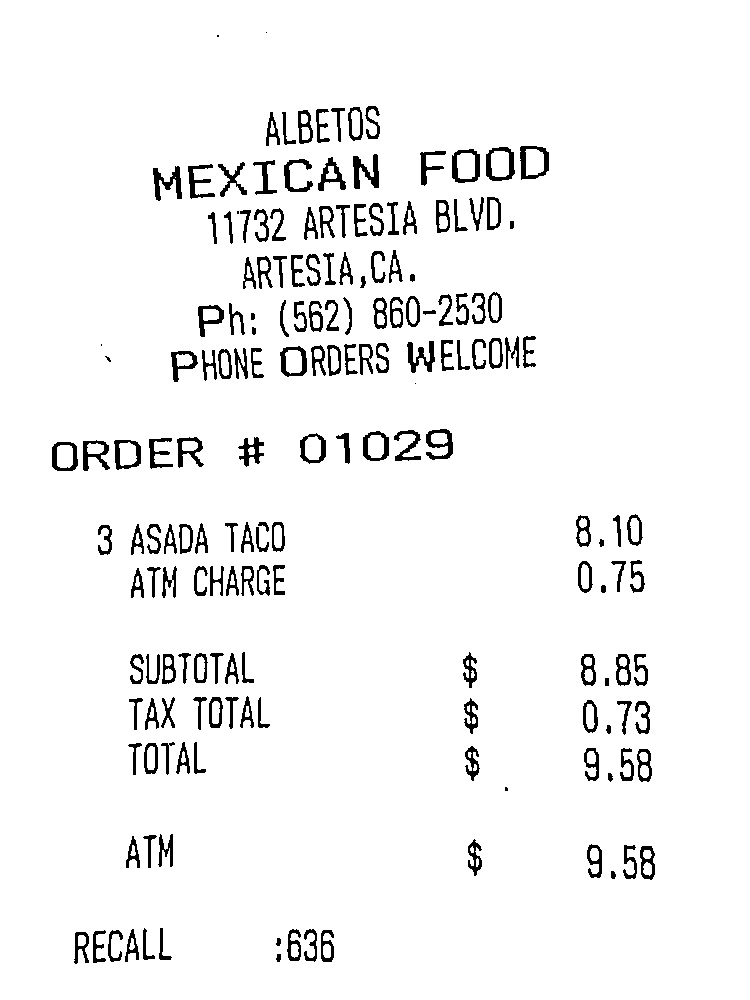 ALBETOS
MEXICAN FOOD
11732 ARTESIA BLVD.
ARTESIA,CA.
Ph: (562) 860-2530
PHONE ORDERS WELCOME
ORDER # 01029
3 ASADA TACO 8.10
ATM CHARGE 0.75
SUBTOTAL $ 8.85
TAX TOTAL $ 0.73
TOTAL $ 9.58
ATM $ 9.58
RECALL :636